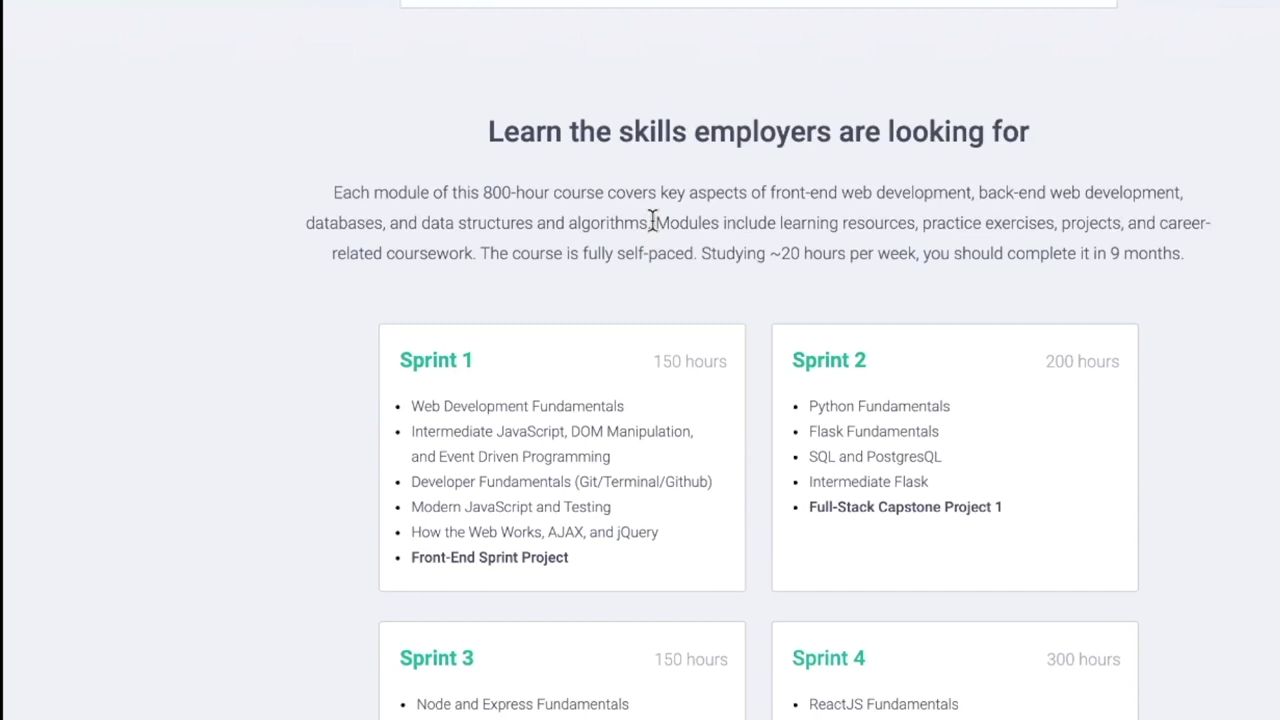 Learn the skills employers are looking for
Each module of this 800-hour course covers key aspects of front-end web development, back-end web development,
databases, and data structures and algorithms. Modules include learning resources, practice exercises, projects, and career-
related coursework. The course is fully self-paced. Studying ~20 hours per week, you should complete it in 9 months.
Sprint 1 150 hours
• Web Development Fundamentals
• Intermediate JavaScript, DOM Manipulation,
and Event Driven Programming
• Developer Fundamentals (Git/Terminal/Github)
• Modern JavaScript and Testing
• How the Web Works, AJAX, and jQuery
• Front-End Sprint Project
Sprint 2 200 hours
• Python Fundamentals
• Flask Fundamentals
• SQL and PostgresQL
• Intermediate Flask
• Full-Stack Capstone Project 1
Sprint 3 150 hours
• Node and Express Fundamentals
Sprint 4 300 hours
• ReactJS Fundamentals